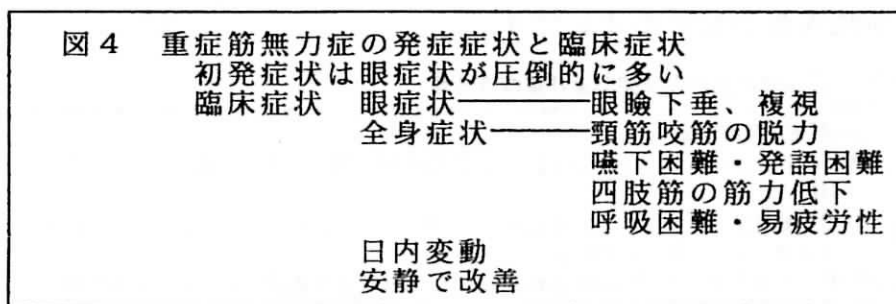 図4 重症筋無力症の発症症状と臨床症状
初発症状は眼症状が圧倒的に多い
臨床症状 眼症状――――眼瞼下垂、複視
全身症状―――頸筋咬筋の脱力
嚥下困難・発語困難
四肢筋の筋力低下
呼吸困難・易疲労性
日内変動
安静で改善